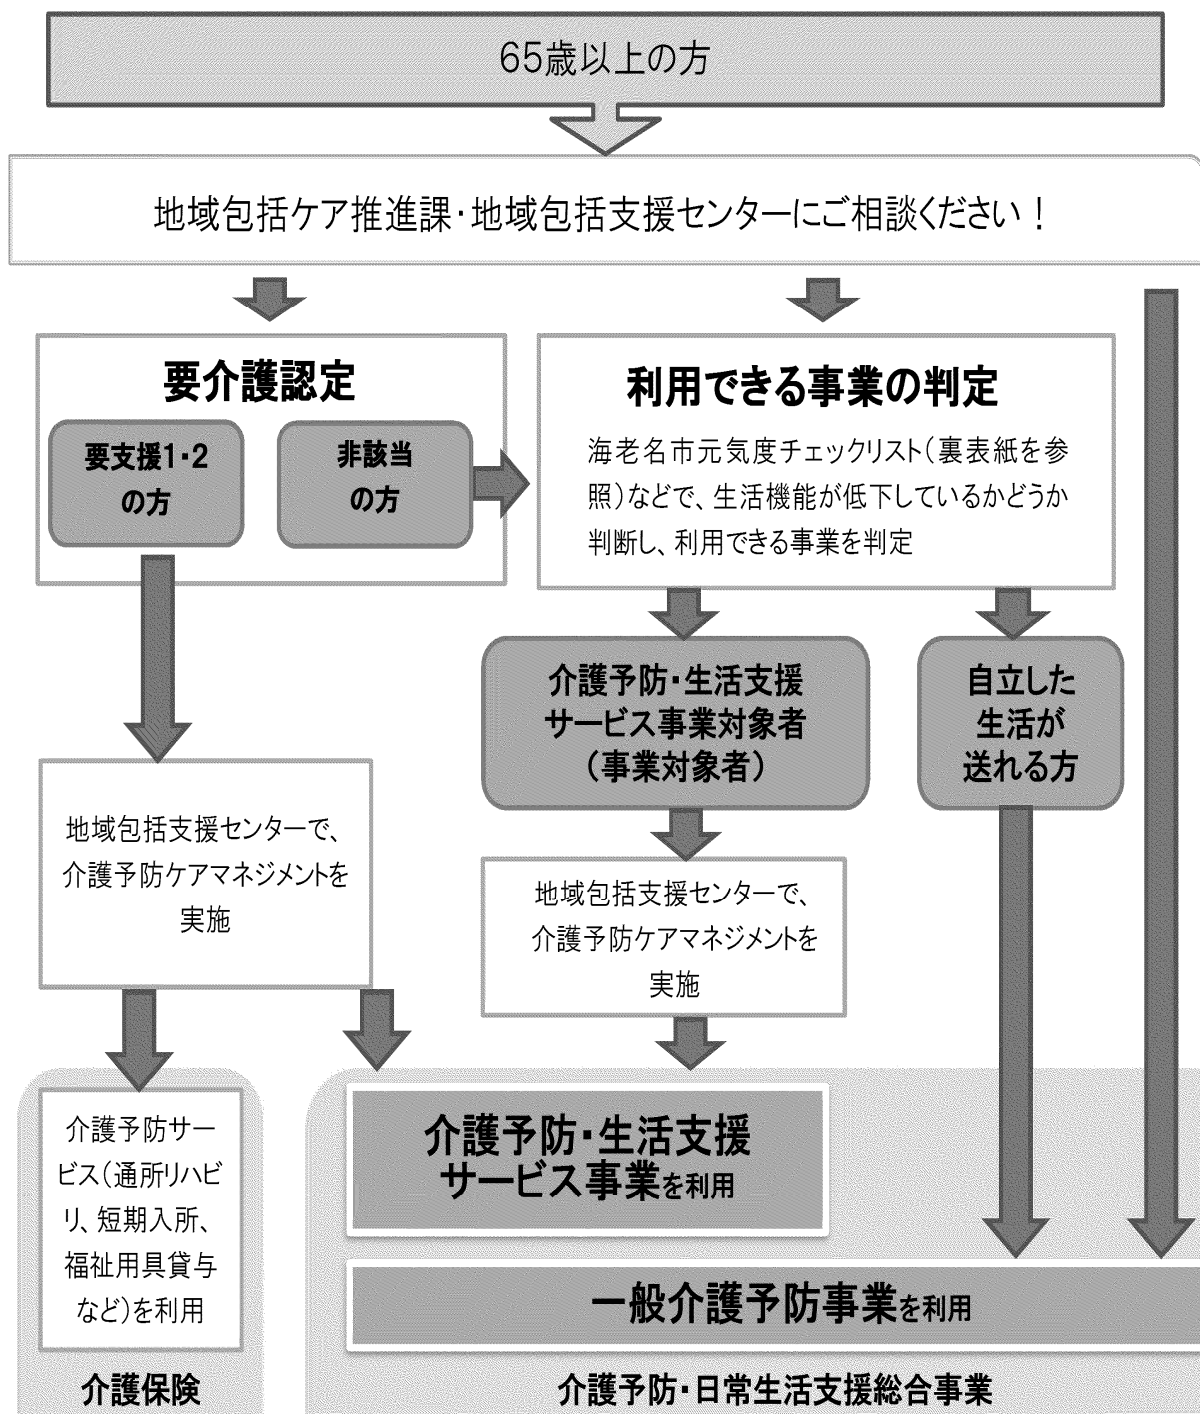 65歳以上の方
地域包括ケア推進課・地域包括支援センターにご相談ください！
要介護認定
要支援1・2
の方
非該当
の方
利用できる事業の判定
海老名市元気度チェックリスト（裏表紙を参
照）などで、生活機能が低下しているかどうか
判断し、利用できる事業を判定
介護予防・生活支援
サービス事業対象者
（事業対象者）
自立した
生活が
送れる方
地域包括支援センターで、
介護予防ケアマネジメントを
実施
地域包括支援センターで、
介護予防ケアマネジメントを
実施
介護予防サー
ビス（通所リハビ
リ、短期入所、
福祉用具貸与
など）を利用
介護保険
介護予防・生活支援
サービス事業を利用
一般介護予防事業を利用
介護予防・日常生活支援総合事業